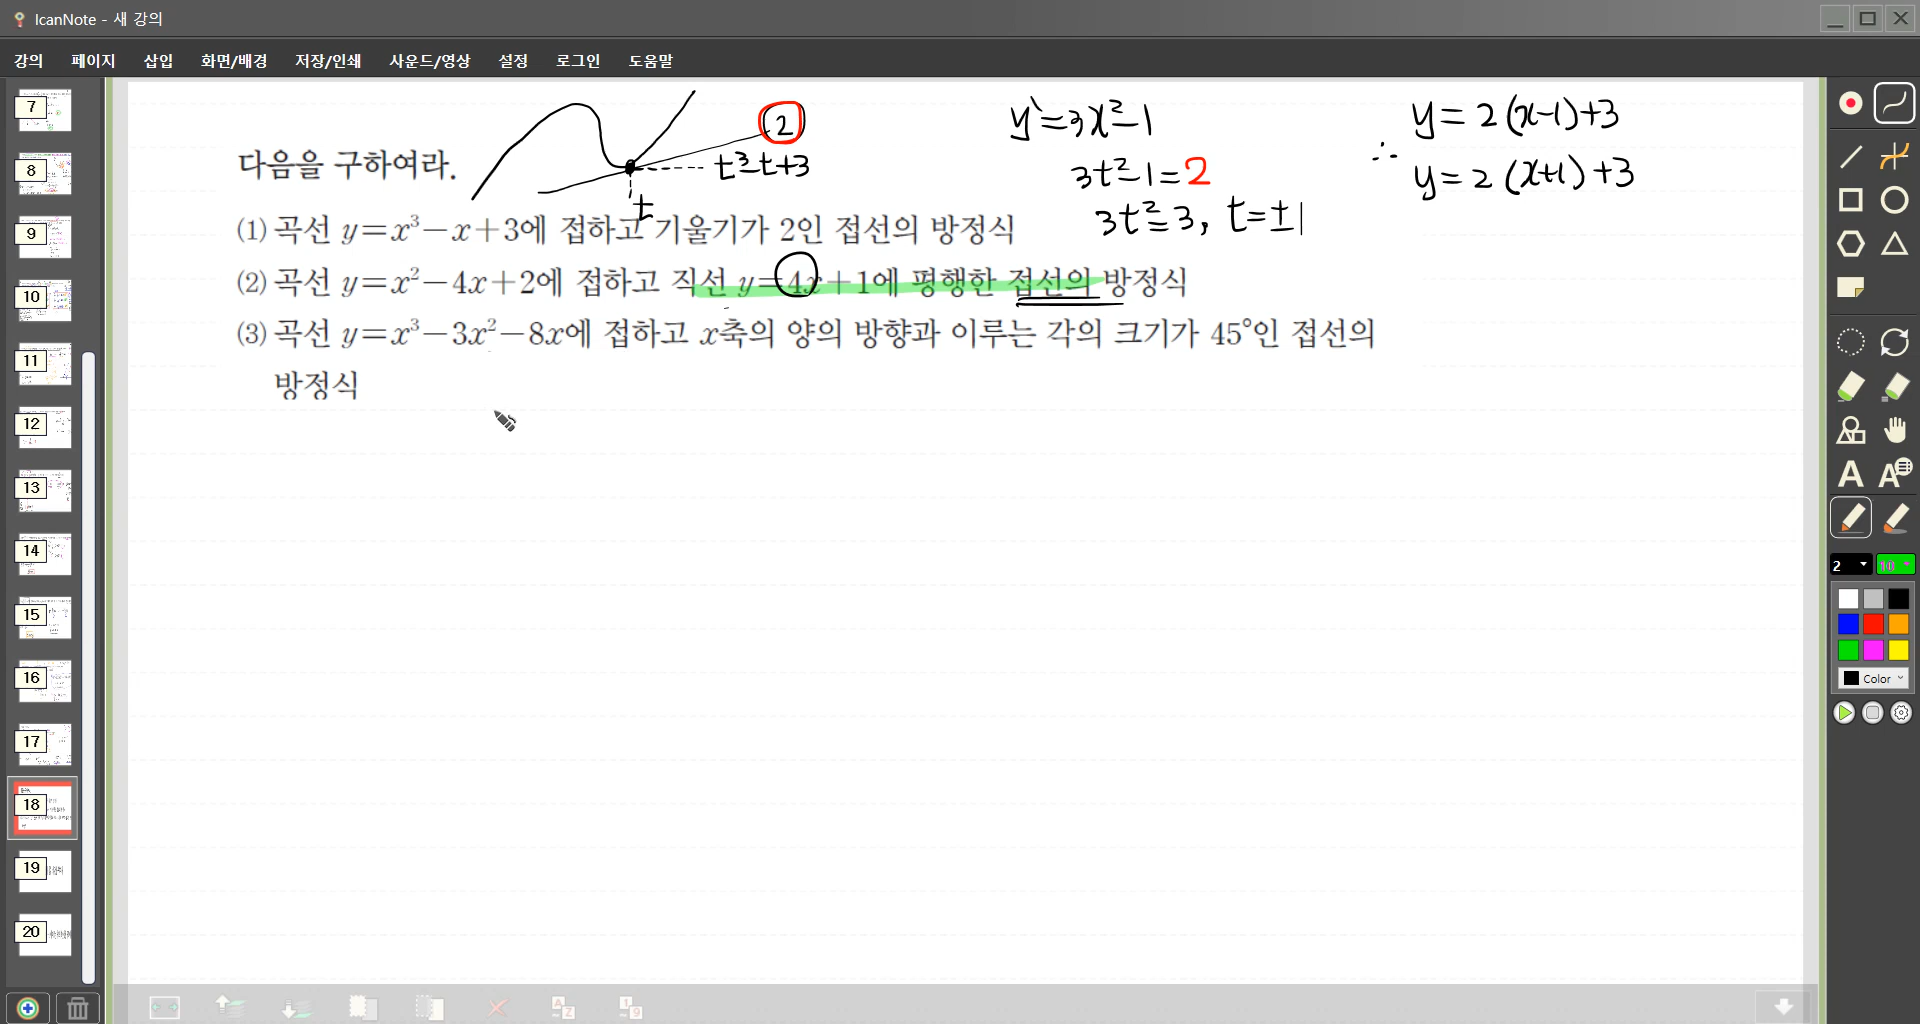 IcanNote - 새 강의
강의 페이지 삽입 화면/배경 저장/인쇄 사운드/영상 설정 로그인 도움말
7
8
9
10
11
12
13
14
15
16
17
18
19
20
다음을 구하여라.
2
t³-t+3
t
y'=3x²-1
3t²-1=2
3t²=3, t=±1
∴ y=2(x-1)+3
y=2(x+1)+3
(1) 곡선 y=x³-x+3에 접하고 기울기가 2인 접선의 방정식
(2) 곡선 y=x²-4x+2에 접하고 직선 y=4x+1에 평행한 접선의 방정식
(3) 곡선 y=x³-3x²-8x에 접하고 x축의 양의 방향과 이루는 각의 크기가 45°인 접선의
방정식
A A
2 10
Color